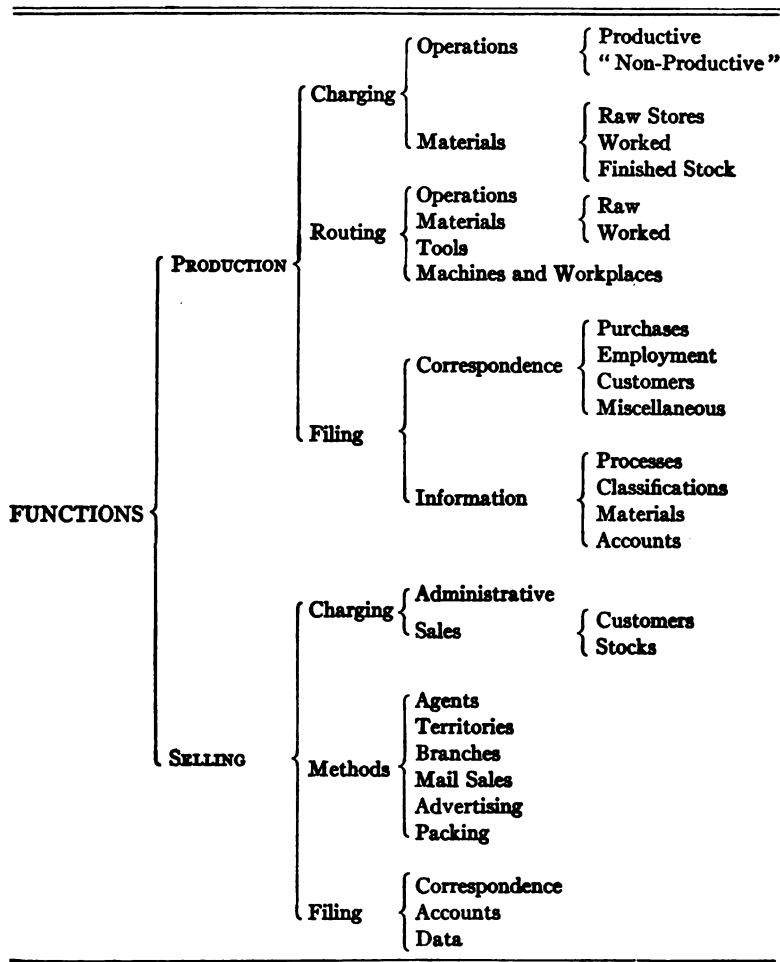 FUNCTIONS
PRODUCTION
Charging
Operations
Productive
"Non-Productive"
Materials
Raw Stores
Worked
Finished Stock
Routing
Operations
Materials
Raw
Worked
Tools
Machines and Workplaces
Filing
Correspondence
Purchases
Employment
Customers
Miscellaneous
Information
Processes
Classifications
Materials
Accounts
SELLING
Charging
Administrative
Sales
Customers
Stocks
Methods
Agents
Territories
Branches
Mail Sales
Advertising
Packing
Filing
Correspondence
Accounts
Data